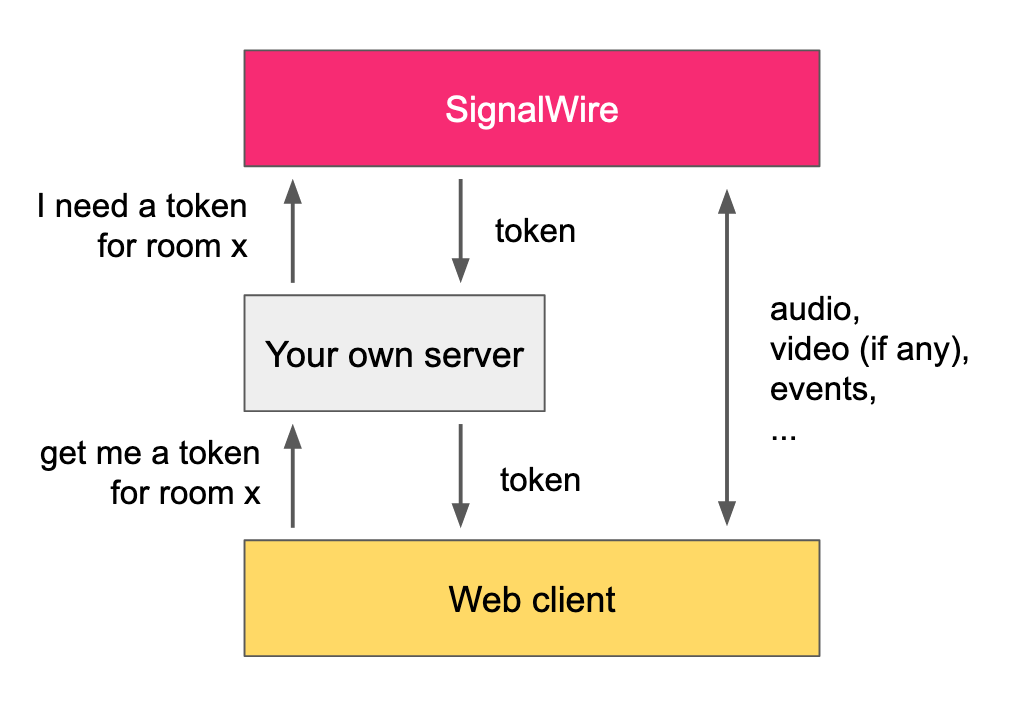 SignalWire
I need a token
for room x
token
Your own server
audio,
video (if any),
events,
...
get me a token
for room x
token
Web client